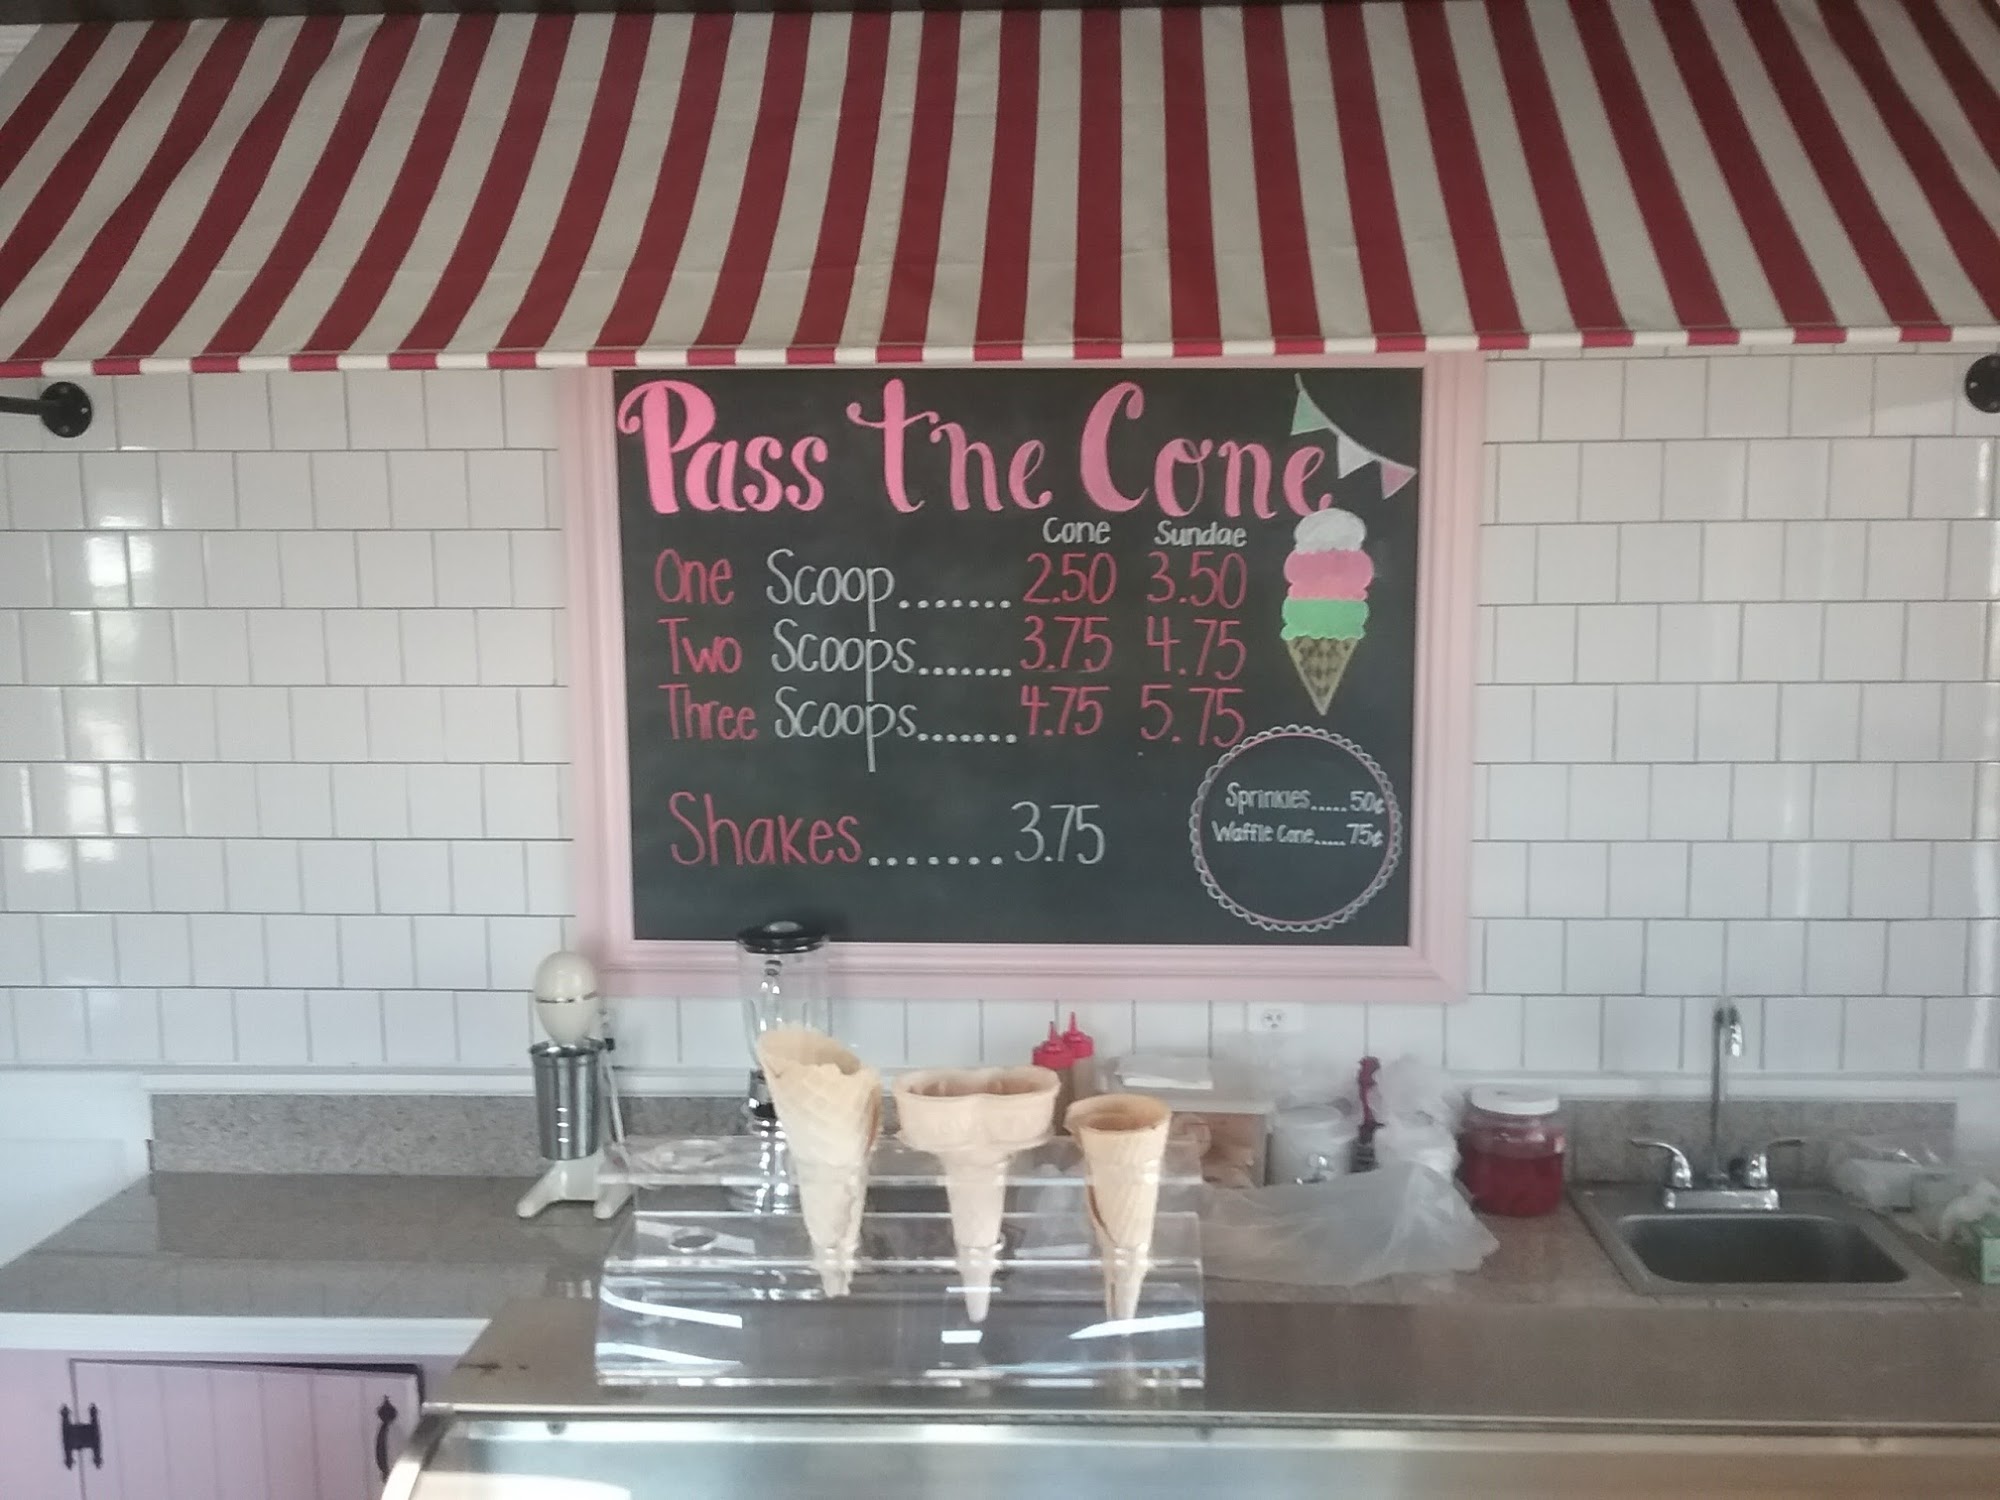 Pass the Cone
Cone Sundae
One Scoop....... 2.50 3.50
Two Scoops....... 3.75 4.75
Three Scoops....... 4.75 5.75
Shakes....... 3.75
Sprinkles..... 50¢
Waffle Cone..... 75¢